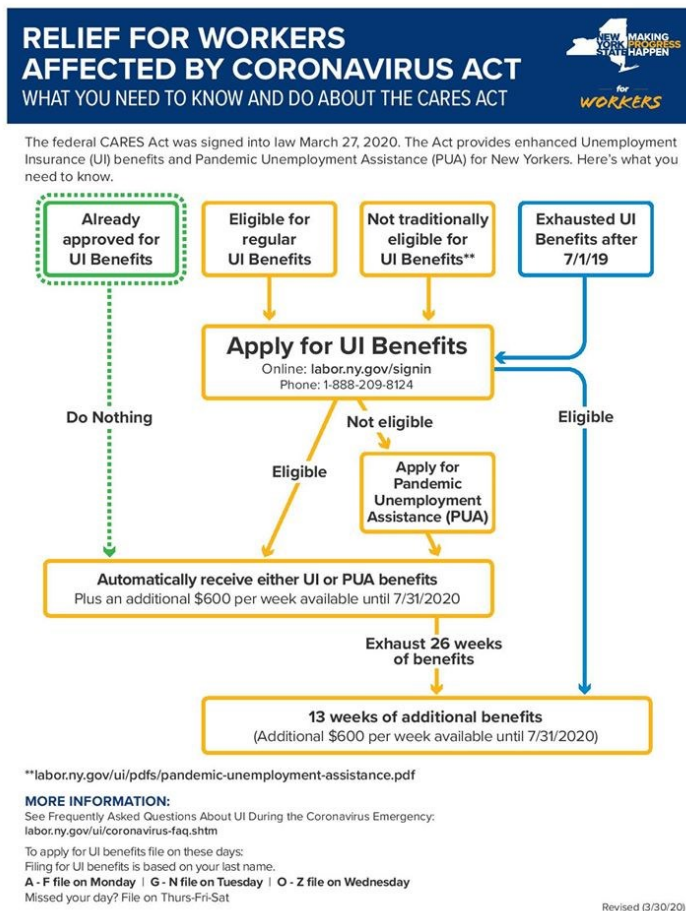 RELIEF FOR WORKERS
AFFECTED BY CORONAVIRUS ACT
WHAT YOU NEED TO KNOW AND DO ABOUT THE CARES ACT
NEW YORK STATE
MAKING
PROGRESS
HAPPEN
for
WORKERS
The federal CARES Act was signed into law March 27, 2020. The Act provides enhanced Unemployment
Insurance (UI) benefits and Pandemic Unemployment Assistance (PUA) for New Yorkers. Here's what you
need to know.
Already
approved for
UI Benefits
Eligible for
regular
UI Benefits
Not traditionally
eligible for
UI Benefits**
Exhausted UI
Benefits after
7/1/19
Apply for UI Benefits
Online: labor.ny.gov/signin
Phone: 1-888-209-8124
Do Nothing
Not eligible
Eligible
Eligible
Apply for
Pandemic
Unemployment
Assistance (PUA)
Automatically receive either UI or PUA benefits
Plus an additional $600 per week available until 7/31/2020
Exhaust 26 weeks
of benefits
13 weeks of additional benefits
(Additional $600 per week available until 7/31/2020)
**labor.ny.gov/ui/pdfs/pandemic-unemployment-assistance.pdf
MORE INFORMATION:
See Frequently Asked Questions About UI During the Coronavirus Emergency:
labor.ny.gov/ui/coronavirus-faq.shtm
To apply for UI benefits file on these days:
Filing for UI benefits is based on your last name.
A - F file on Monday | G - N file on Tuesday | O - Z file on Wednesday
Missed your day? File on Thurs-Fri-Sat
Revised (3/30/20)